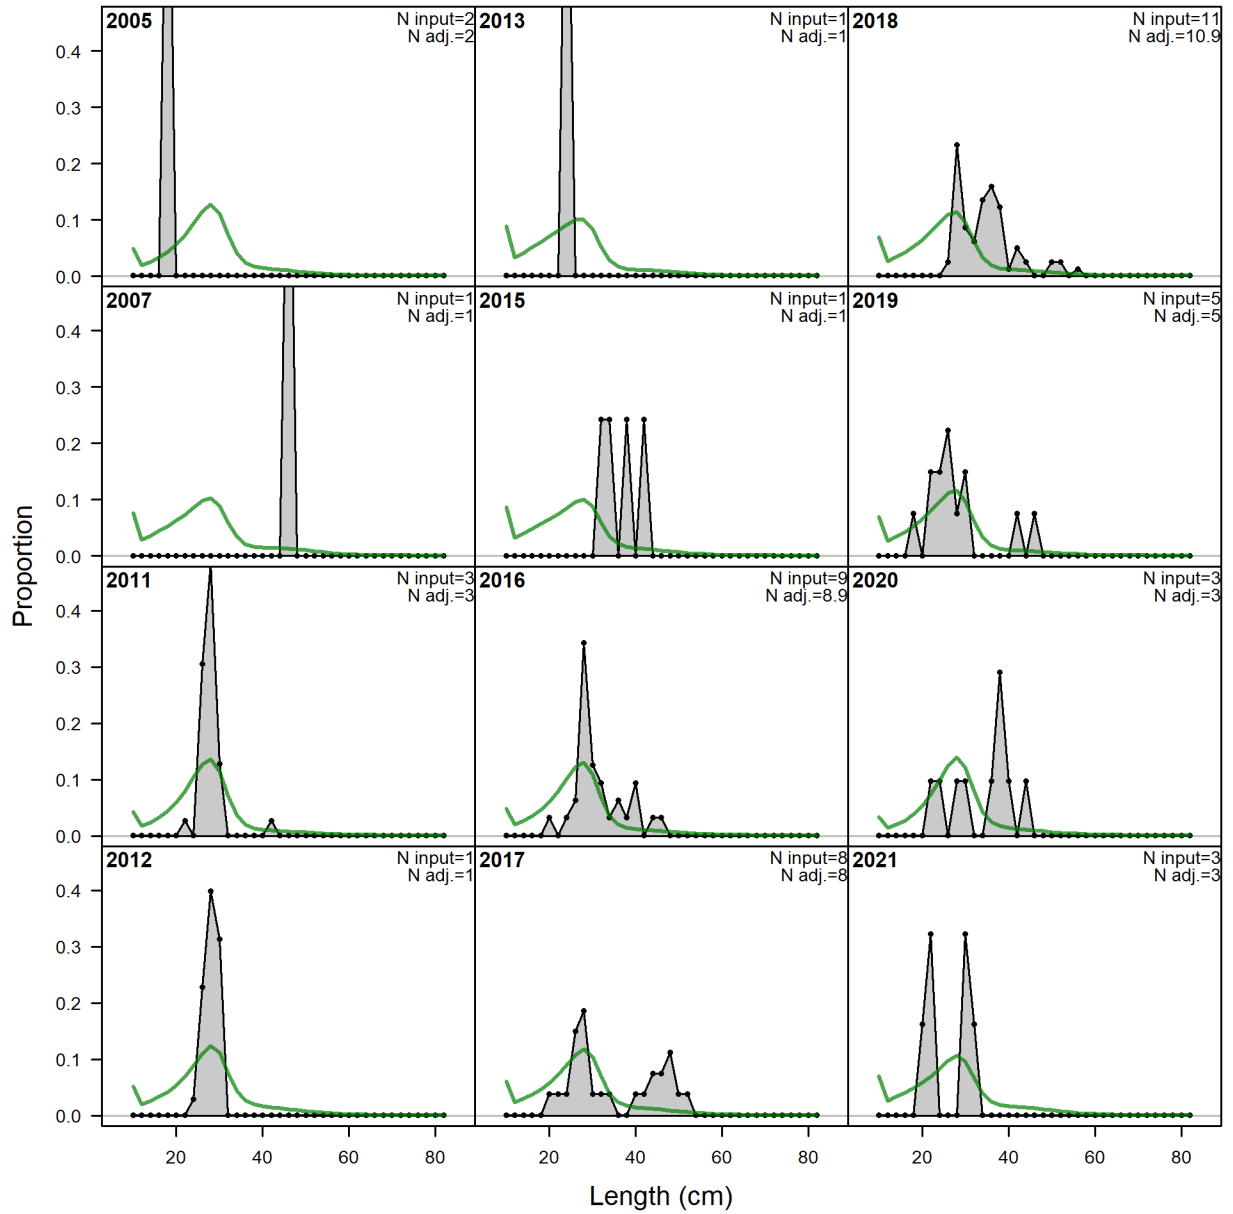 2005
N input=2
N adj.=2
2013
N input=1
N adj.=1
2018
N input=11
N adj.=10.9
0.4
0.3
0.2
0.1
0.0
2007
N input=1
N adj.=1
2015
N input=1
N adj.=1
2019
N input=5
N adj.=5
0.4
0.3
0.2
0.1
0.0
2011
N input=3
N adj.=3
2016
N input=9
N adj.=8.9
2020
N input=3
N adj.=3
0.4
0.3
0.2
0.1
0.0
2012
N input=1
N adj.=1
2017
N input=8
N adj.=8
2021
N input=3
N adj.=3
0.4
0.3
0.2
0.1
0.0
20 40 60 80 20 40 60 80 20 40 60 80
Length (cm)
Proportion